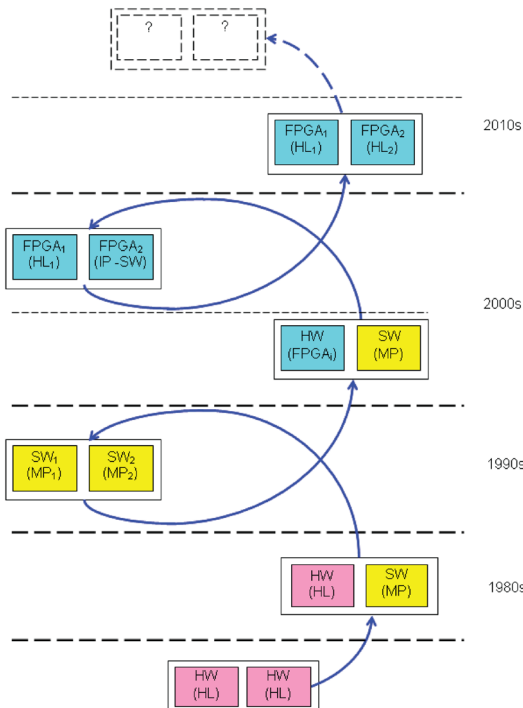 ? ?
2010s
FPGA₁ FPGA₂
(HL₁) (HL₂)
FPGA₁ FPGA₂
(HL₁) (IP -SW)
2000s
HW SW
(FPGAᵢ) (MP)
SW₁ SW₂
(MP₁) (MP₂)
1990s
HW SW
(HL) (MP)
1980s
HW HW
(HL) (HL)